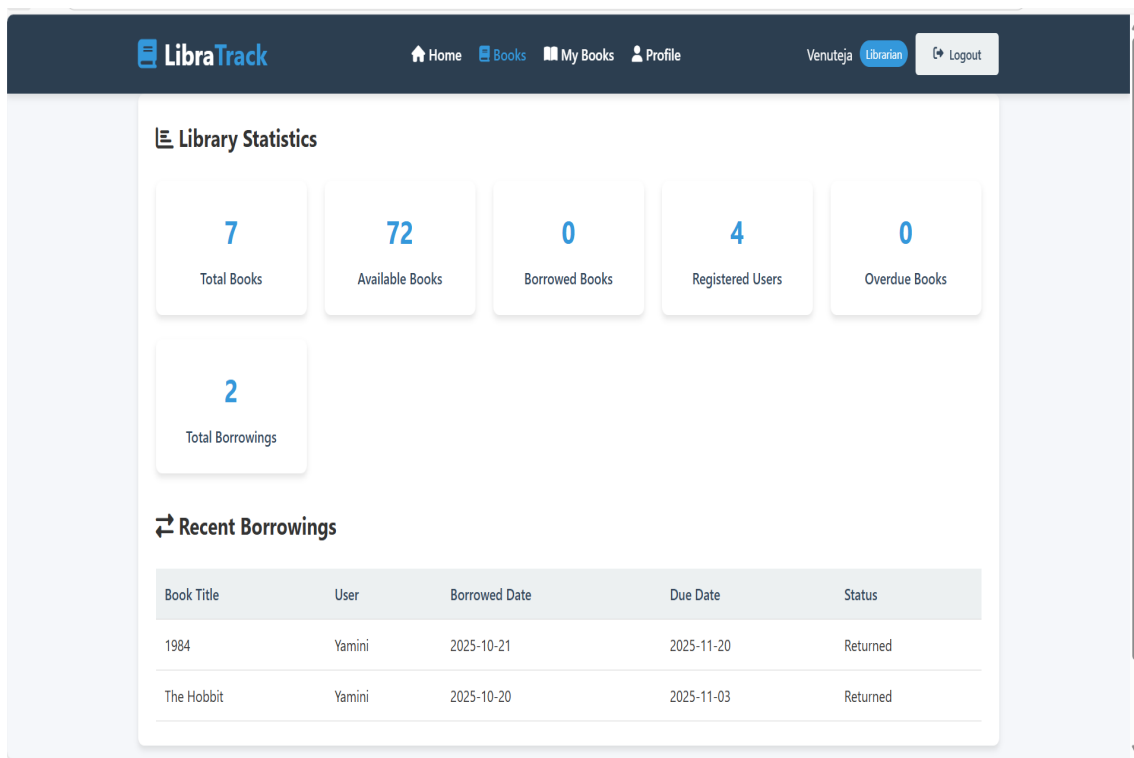 LibraTrack Home Books My Books Profile Venuteja Librarian Logout
Library Statistics
7 72 0 4 0
Total Books Available Books Borrowed Books Registered Users Overdue Books
2
Total Borrowings
Recent Borrowings
Book Title User Borrowed Date Due Date Status
1984 Yamini 2025-10-21 2025-11-20 Returned
The Hobbit Yamini 2025-10-20 2025-11-03 Returned